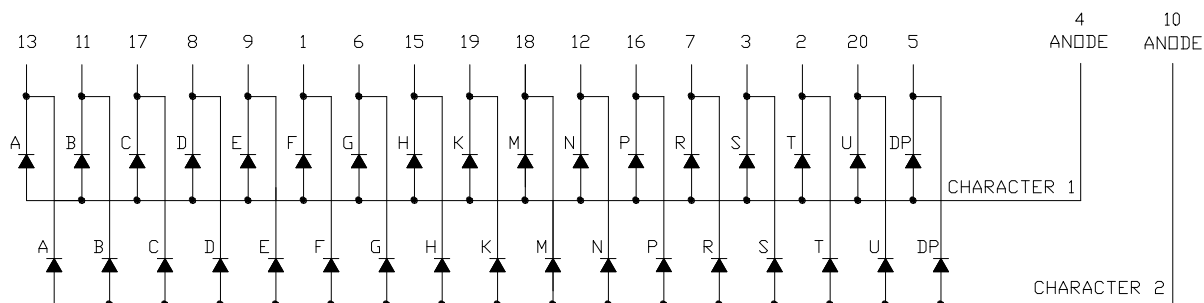 4 10
13 11 17 8 9 1 6 15 19 18 12 16 7 3 2 20 5 ANODE ANODE
A B C D E F G H K M N P R S T U DP
CHARACTER 1
A B C D E F G H K M N P R S T U DP
CHARACTER 2